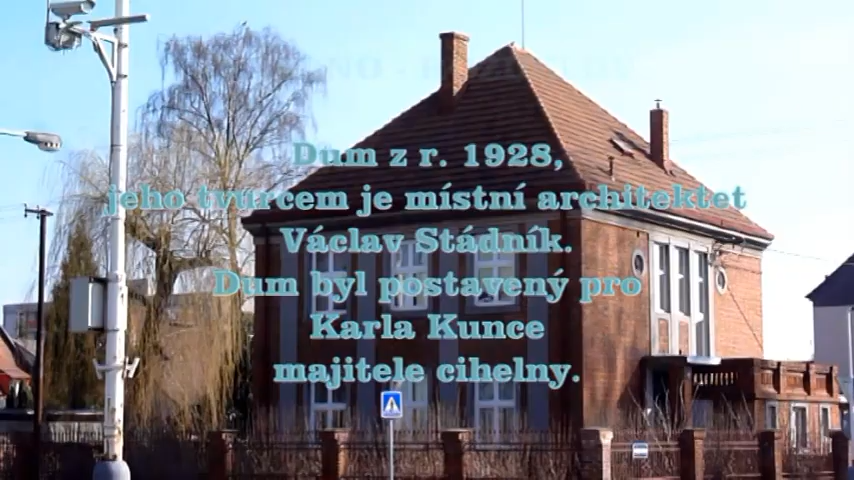 Dum z r. 1928,
jeho tvurcem je místní architektet
Václav Stádník.
Dum byl postavený pro
Karla Kunce
majitele cihelny.